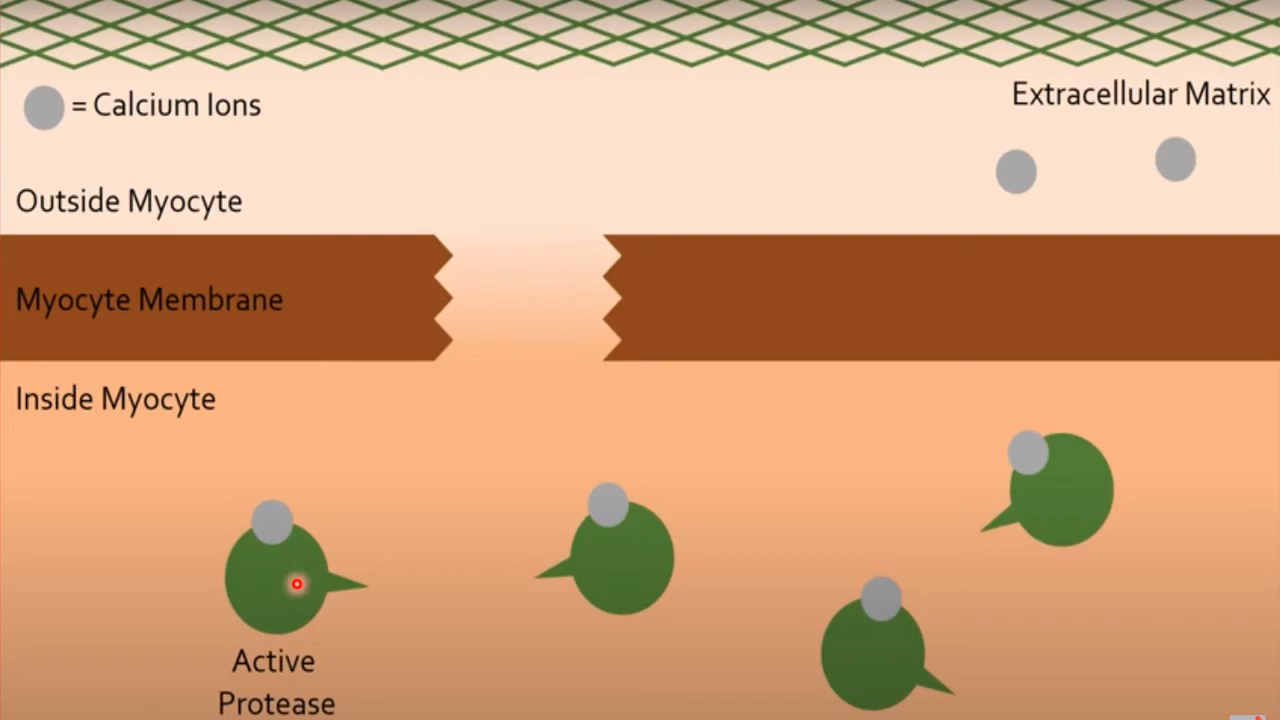 = Calcium Ions
Extracellular Matrix
Outside Myocyte
Myocyte Membrane
Inside Myocyte
Active
Protease